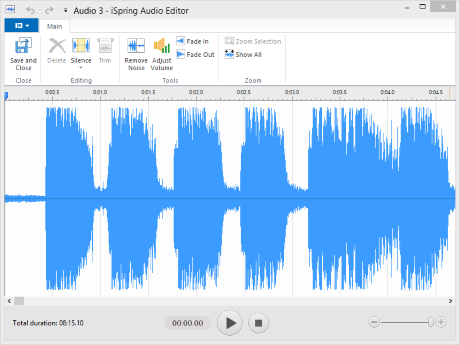 Audio 3 - iSpring Audio Editor
Main
Save and Close
Delete
Silence
Trim
Remove Noise
Adjust Volume
Fade In
Fade Out
Zoom Selection
Show All
Close
Editing
Tools
Zoom
0:00.5 0:01.0 0:01.5 0:02.0 0:02.5 0:03.0 0:03.5 0:04.0 0:04.5
Total duration: 08:15.10
00:00.00